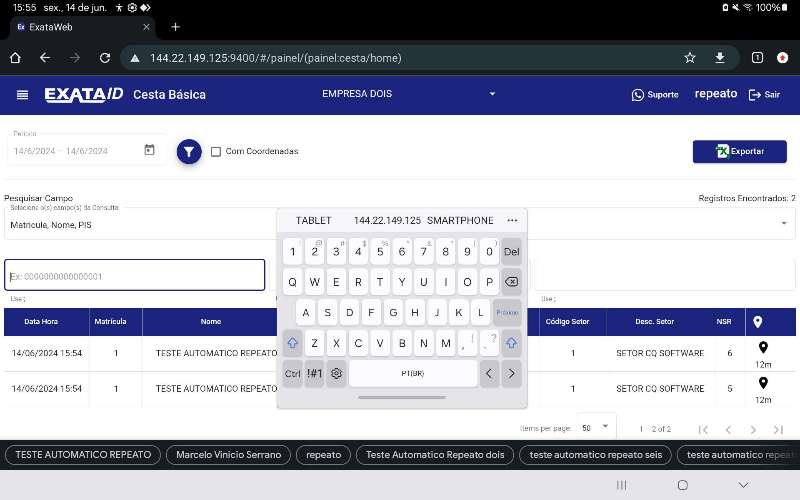 15:55 sex., 14 de jun. 100%
Ex ExataWeb
144.22.149.125:9400/#/painel/(painel:cesta/home) 1
EXATA ID Cesta Básica EMPRESA DOIS Suporte repeato Sair
Período
14/6/2024 – 14/6/2024 Com Coordenadas Exportar
Pesquisar Campo Registros Encontrados: 2
Selecione o(s) campo(s) da Consulta
Matricula, Nome, PIS
TABLET 144.22.149.125 SMARTPHONE ...
1 2 3 4 5 6 7 8 9 0 Del
Ex: 0000000000000001
Q W E R T Y U I O P
Use ; Use ;
A S D F G H J K L Próximo
Data Hora Matrícula Nome Código Setor Desc. Setor NSR
Z X C V B N M , ! . ?
14/06/2024 15:54 1 TESTE AUTOMATICO REPEATO 1 SETOR CQ SOFTWARE 6
12m
Ctrl !#1 PT(BR) < >
14/06/2024 15:54 1 TESTE AUTOMATICO REPEATO 1 SETOR CQ SOFTWARE 5
12m
Items per page: 50 1 – 2 of 2
TESTE AUTOMATICO REPEATO Marcelo Vinicio Serrano repeato Teste Automatico Repeato dois teste automatico repeato seis teste automatico repeato